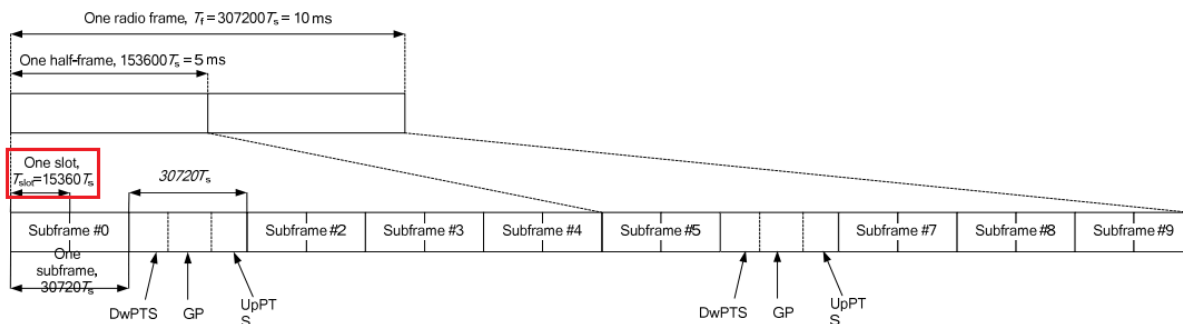 One radio frame, Tf = 307200Ts = 10 ms
One half-frame, 153600Ts = 5 ms
One slot,
Tslot=15360Ts
30720Ts
Subframe #0
Subframe #2
Subframe #3
Subframe #4
Subframe #5
Subframe #7
Subframe #8
Subframe #9
One
subframe,
30720Ts
DwPTS
GP
UpPT
S
DwPTS
GP
UpPT
S